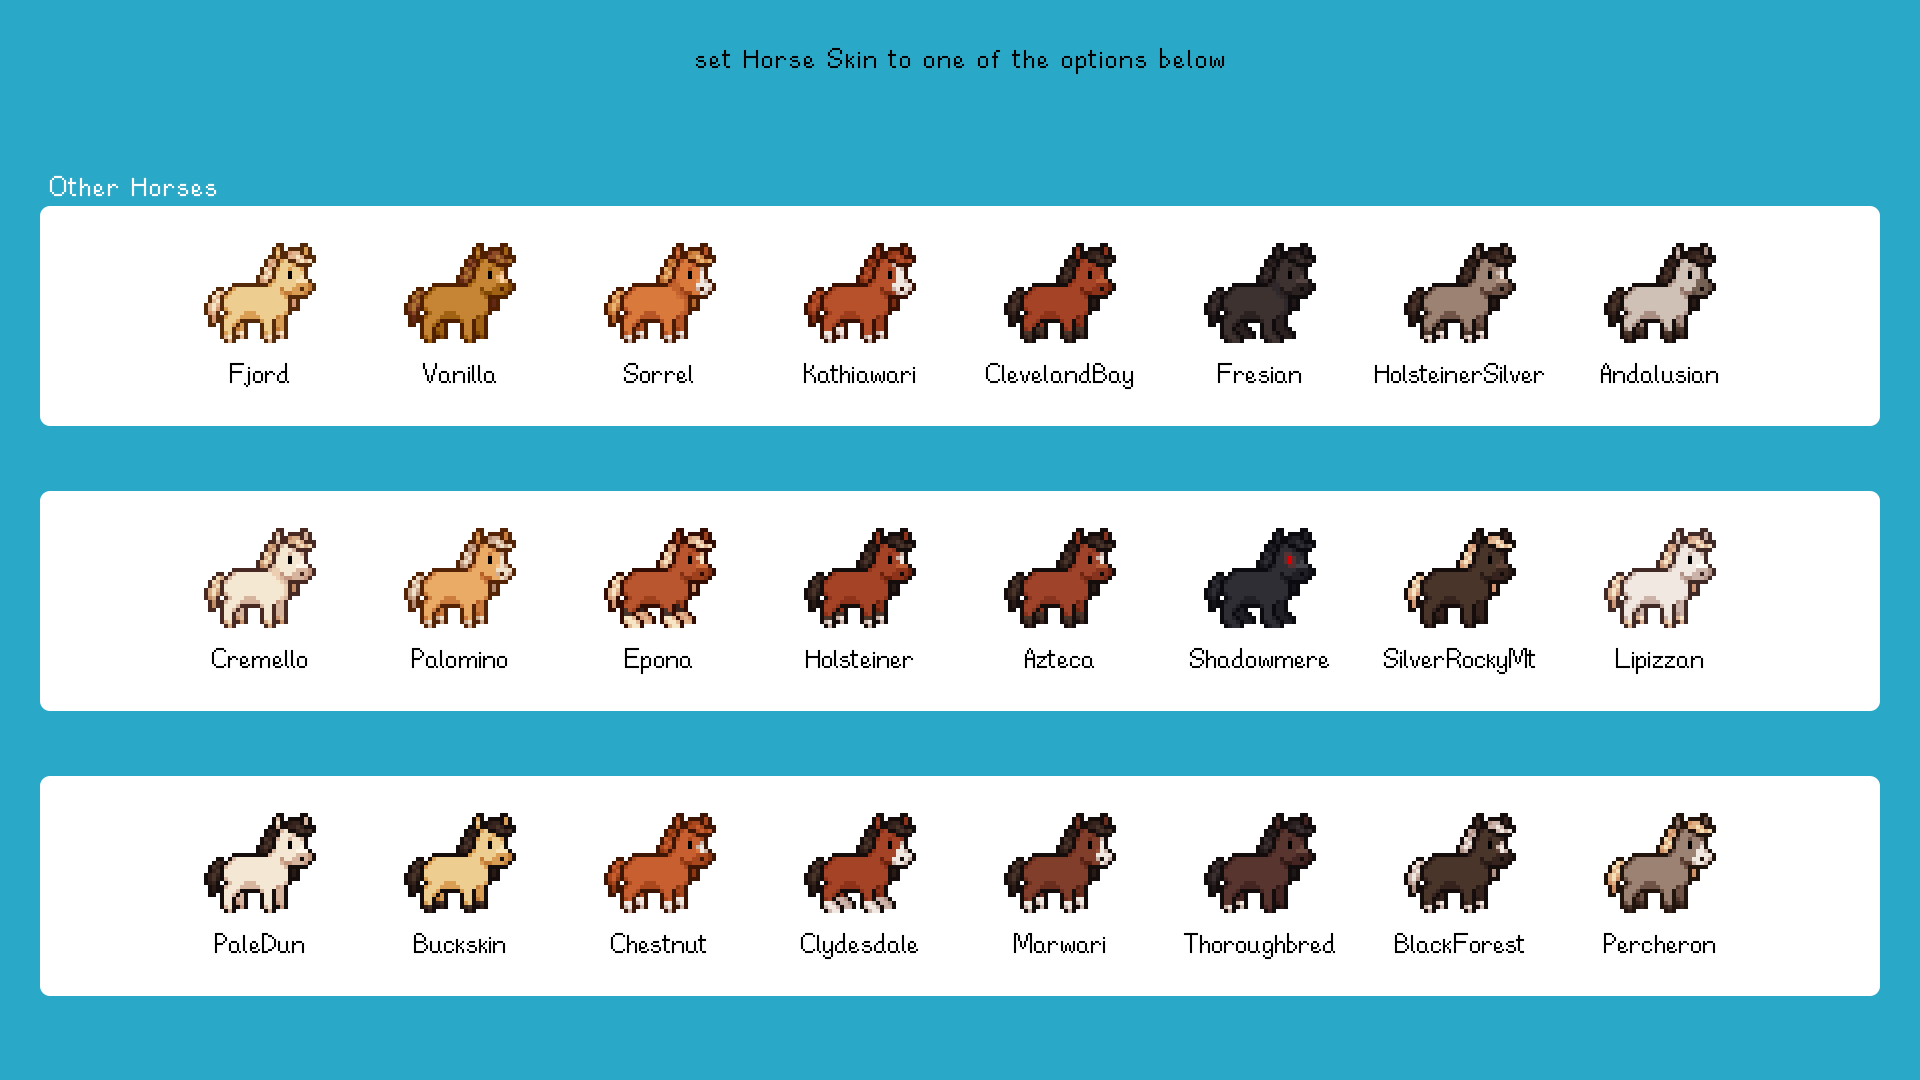 set Horse Skin to one of the options below
Other Horses
Fjord Vanilla Sorrel Kathiawari ClevelandBay Fresian HolsteinerSilver Andalusian
Cremello Palomino Epona Holsteiner Azteca Shadowmere SilverRockyMt Lipizzan
PaleDun Buckskin Chestnut Clydesdale Marwari Thoroughbred BlackForest Percheron